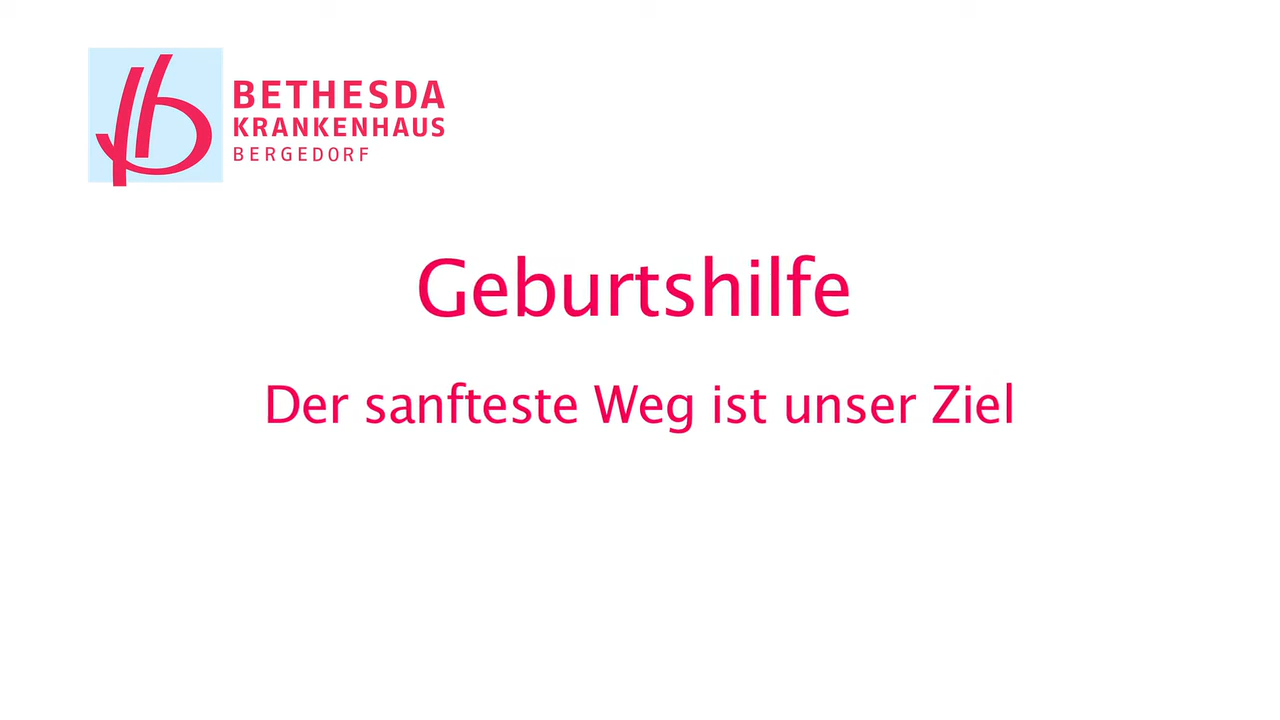 BETHESDA
KRANKENHAUS
BERGEDORF
Geburtshilfe
Der sanfteste Weg ist unser Ziel